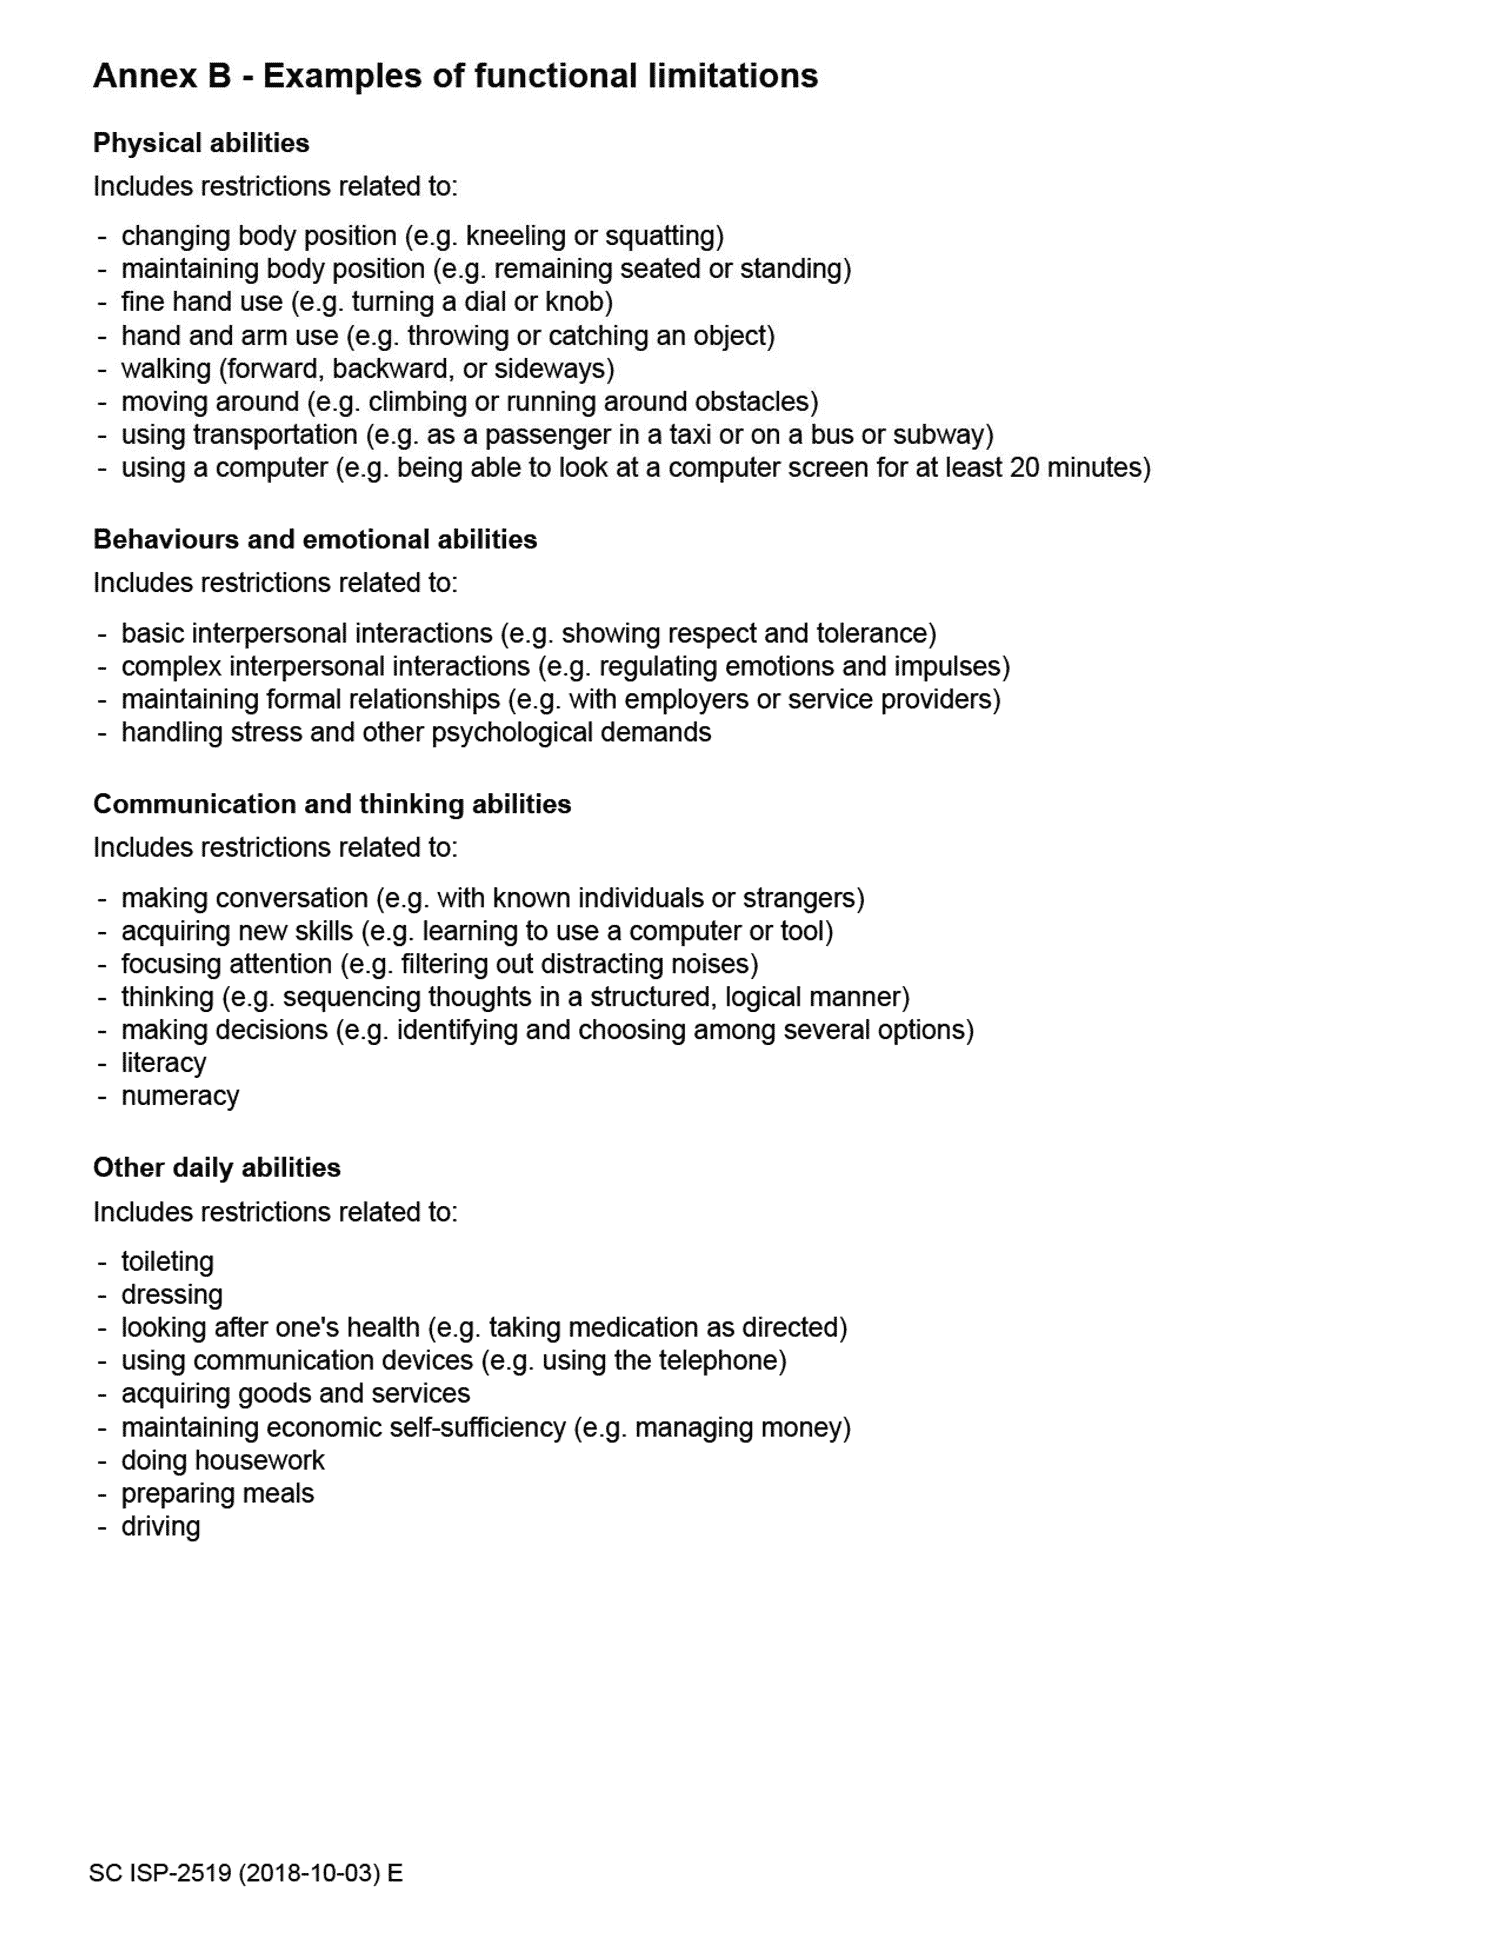 Annex B - Examples of functional limitations
Physical abilities
Includes restrictions related to:
- changing body position (e.g. kneeling or squatting)
- maintaining body position (e.g. remaining seated or standing)
- fine hand use (e.g. turning a dial or knob)
- hand and arm use (e.g. throwing or catching an object)
- walking (forward, backward, or sideways)
- moving around (e.g. climbing or running around obstacles)
- using transportation (e.g. as a passenger in a taxi or on a bus or subway)
- using a computer (e.g. being able to look at a computer screen for at least 20 minutes)
Behaviours and emotional abilities
Includes restrictions related to:
- basic interpersonal interactions (e.g. showing respect and tolerance)
- complex interpersonal interactions (e.g. regulating emotions and impulses)
- maintaining formal relationships (e.g. with employers or service providers)
- handling stress and other psychological demands
Communication and thinking abilities
Includes restrictions related to:
- making conversation (e.g. with known individuals or strangers)
- acquiring new skills (e.g. learning to use a computer or tool)
- focusing attention (e.g. filtering out distracting noises)
- thinking (e.g. sequencing thoughts in a structured, logical manner)
- making decisions (e.g. identifying and choosing among several options)
- literacy
- numeracy
Other daily abilities
Includes restrictions related to:
- toileting
- dressing
- looking after one's health (e.g. taking medication as directed)
- using communication devices (e.g. using the telephone)
- acquiring goods and services
- maintaining economic self-sufficiency (e.g. managing money)
- doing housework
- preparing meals
- driving
SC ISP-2519 (2018-10-03) E